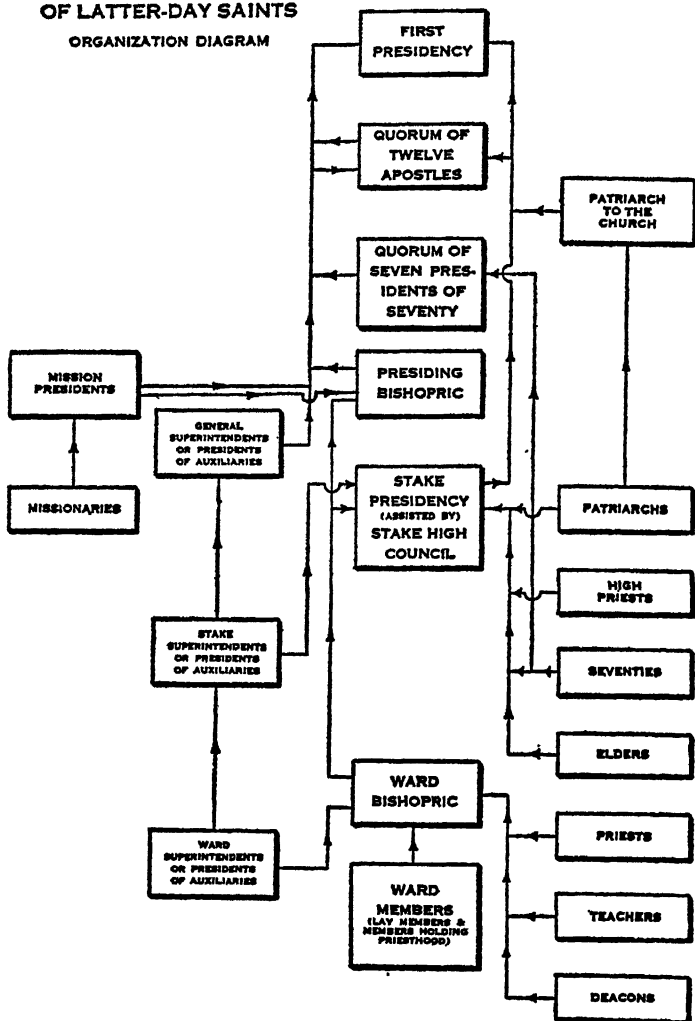 OF LATTER-DAY SAINTS
ORGANIZATION DIAGRAM
FIRST
PRESIDENCY
QUORUM OF
TWELVE
APOSTLES
PATRIARCH
TO THE
CHURCH
QUORUM OF
SEVEN PRES-
IDENTS OF
SEVENTY
MISSION
PRESIDENTS
PRESIDING
BISHOPRIC
GENERAL
SUPERINTENDENTS
OR PRESIDENTS
OF AUXILIARIES
MISSIONARIES
STAKE
PRESIDENCY
(ASSISTED BY)
STAKE HIGH
COUNCIL
PATRIARCHS
HIGH
PRIESTS
STAKE
SUPERINTENDENTS
OR PRESIDENTS
OF AUXILIARIES
SEVENTIES
ELDERS
WARD
BISHOPRIC
PRIESTS
WARD
SUPERINTENDENTS
OR PRESIDENTS
OF AUXILIARIES
WARD
MEMBERS
(LAY MEMBERS &
MEMBERS HOLDING
PRIESTHOOD)
TEACHERS
DEACONS